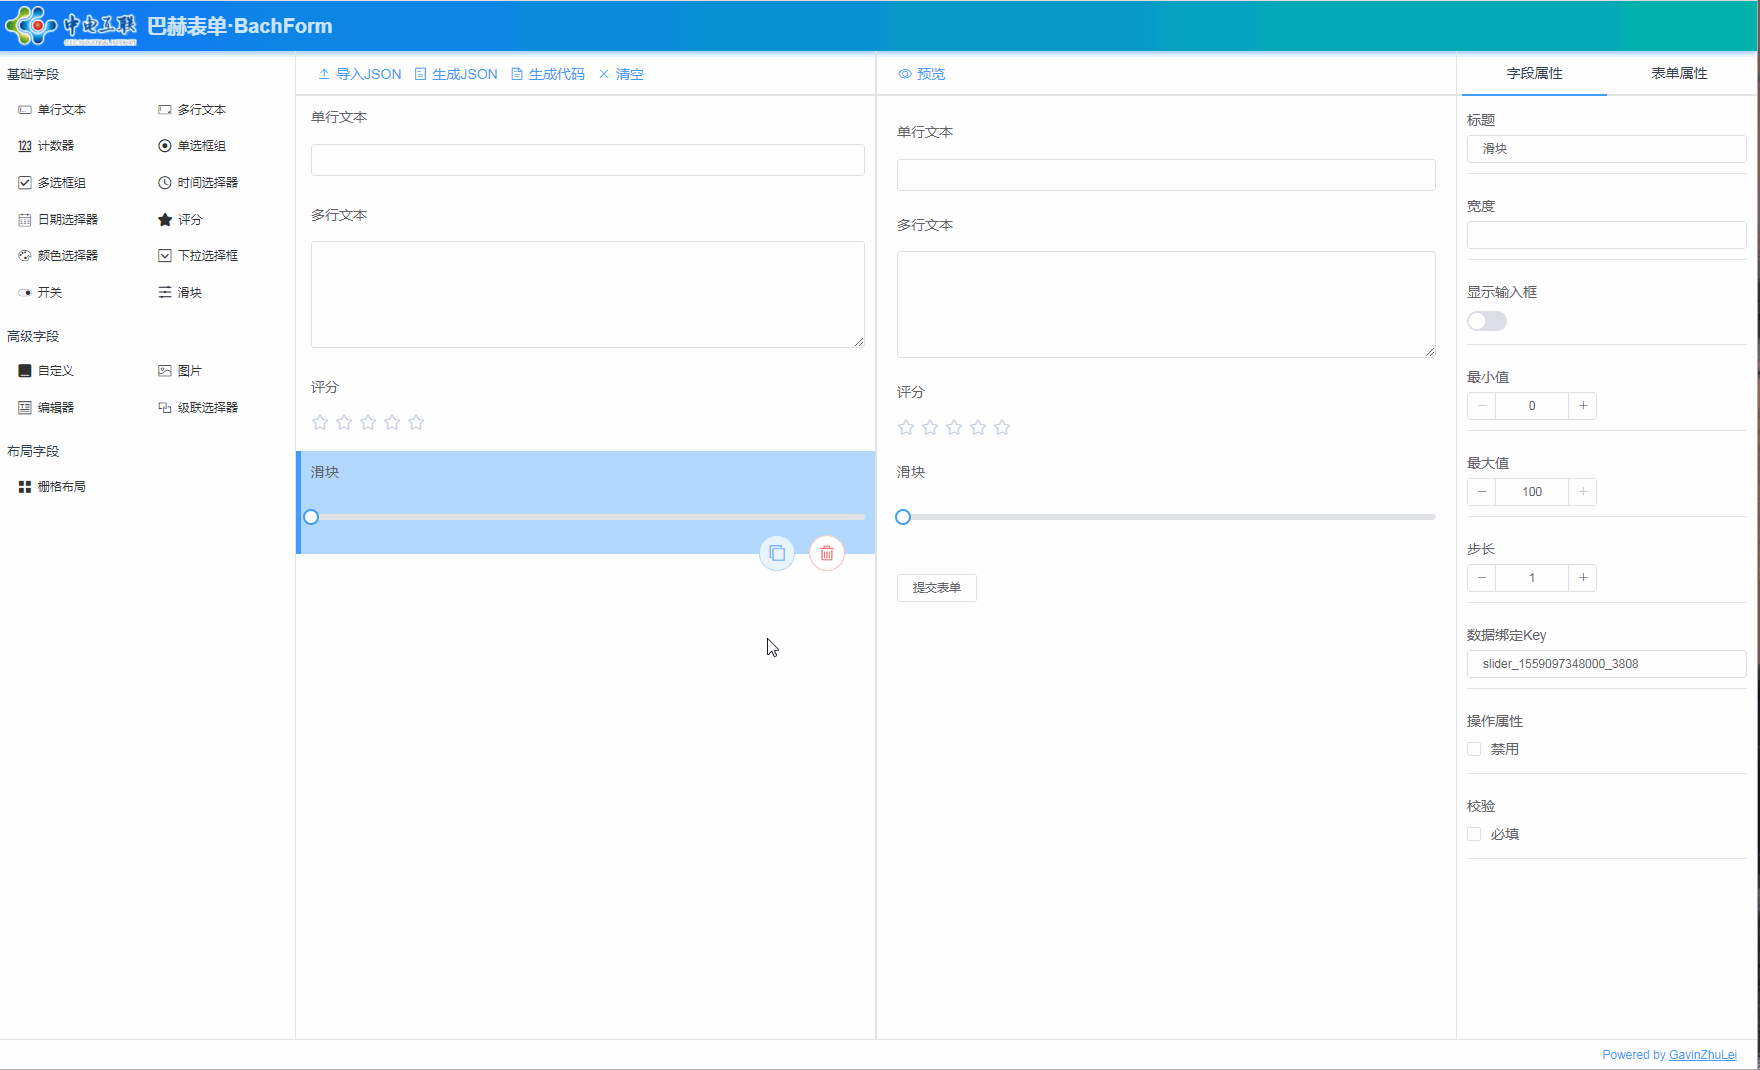 中电互联 巴赫表单·BachForm
基础字段
单行文本
多行文本
计数器
单选框组
多选框组
时间选择器
日期选择器
评分
颜色选择器
下拉选择框
开关
滑块
高级字段
自定义
图片
编辑器
级联选择器
布局字段
栅格布局
导入JSON 生成JSON 生成代码 清空
单行文本
多行文本
评分
滑块
预览
单行文本
多行文本
评分
滑块
提交表单
字段属性 表单属性
标题
滑块
宽度
显示输入框
最小值
0
最大值
100
步长
1
数据绑定Key
slider_1559097348000_3808
操作属性
禁用
校验
必填
Powered by GavinZhuLei